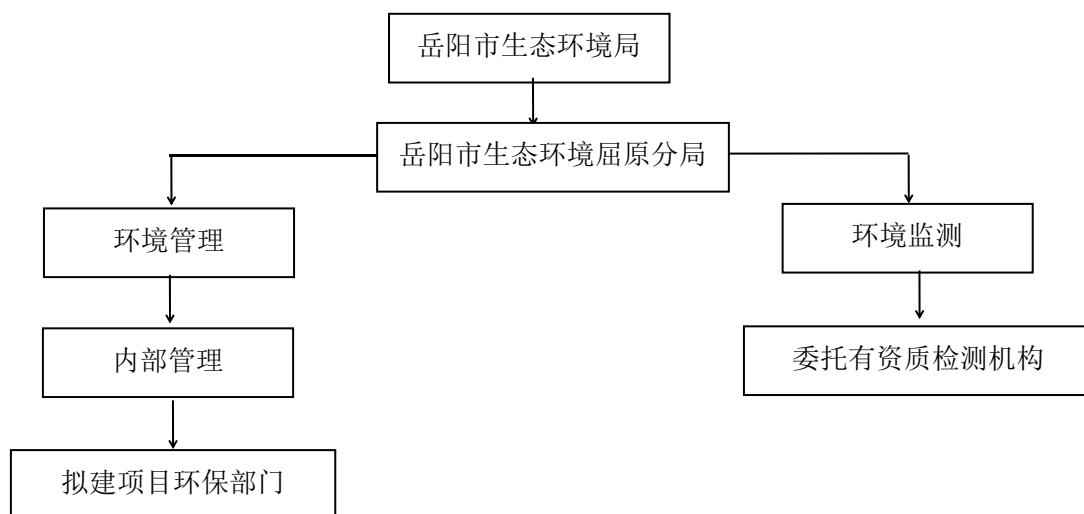 岳阳市生态环境局
岳阳市生态环境屈原分局
环境管理
环境监测
内部管理
委托有资质检测机构
拟建项目环保部门